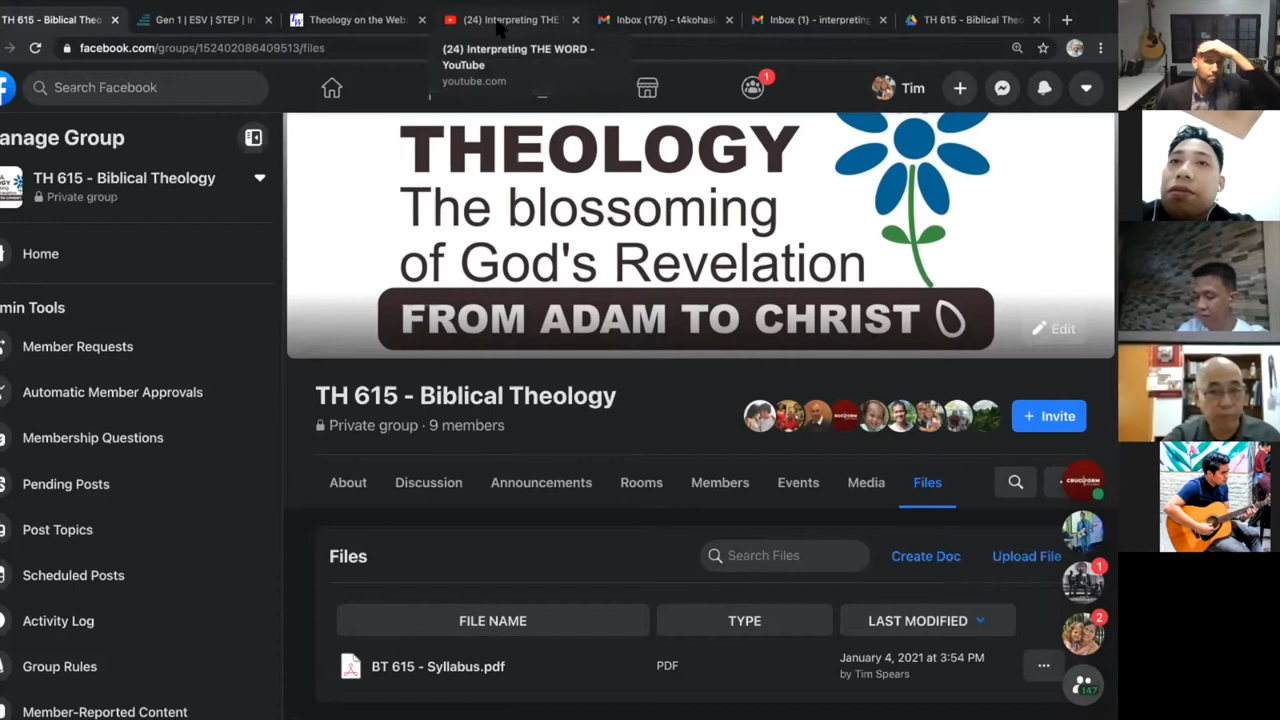 TH 615 - Biblical Theo
Gen 1 | ESV | STEP | In
Theology on the Web:
(24) Interpreting THE
Inbox (176) - t4kohasi
Inbox (1) - interpreting
TH 615 - Biblical Theo
facebook.com/groups/152402086409513/files
(24) Interpreting THE WORD -
YouTube
youtube.com
Search Facebook
1
Tim
anage Group
TH 615 - Biblical Theology
Private group
Home
min Tools
Member Requests
Automatic Member Approvals
Membership Questions
Pending Posts
Post Topics
Scheduled Posts
Activity Log
Group Rules
Member-Reported Content
THEOLOGY
The blossoming
of God's Revelation
FROM ADAM TO CHRIST
Edit
TH 615 - Biblical Theology
Private group · 9 members
+ Invite
About
Discussion
Announcements
Rooms
Members
Events
Media
Files
CRUCIFORM
Files
Search Files
Create Doc
Upload File
1
FILE NAME
TYPE
LAST MODIFIED
2
BT 615 - Syllabus.pdf
PDF
January 4, 2021 at 3:54 PM
by Tim Spears
147